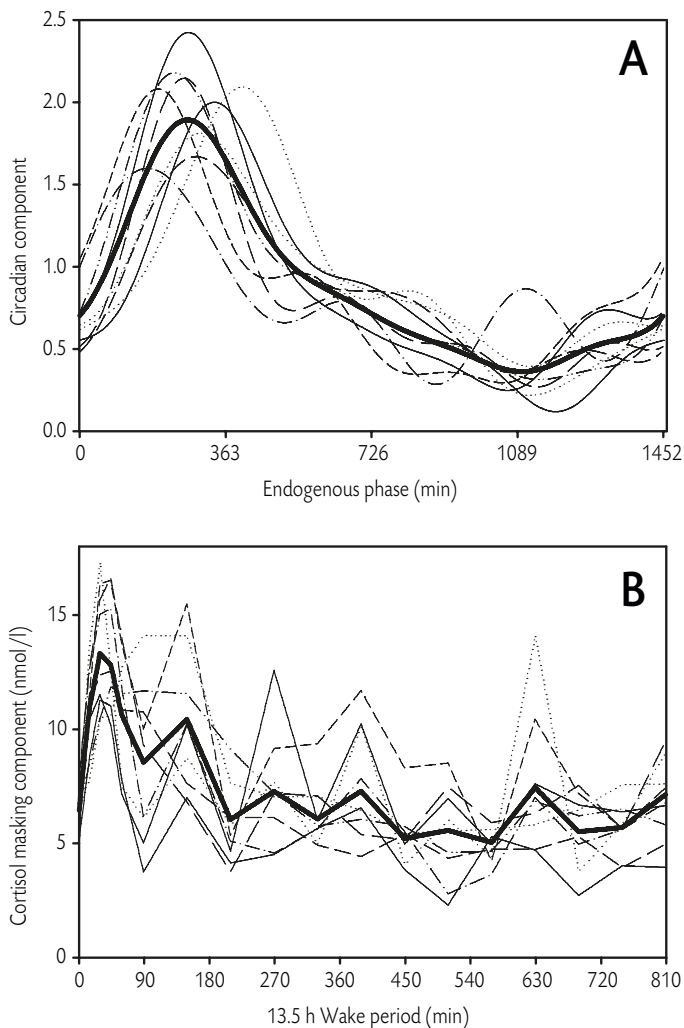 A
2.5
2.0
1.5
1.0
0.5
0.0
Circadian component
0 363 726 1089 1452
Endogenous phase (min)
B
15
10
5
0
Cortisol masking component (nmol/l)
0 90 180 270 360 450 540 630 720 810
13.5 h Wake period (min)